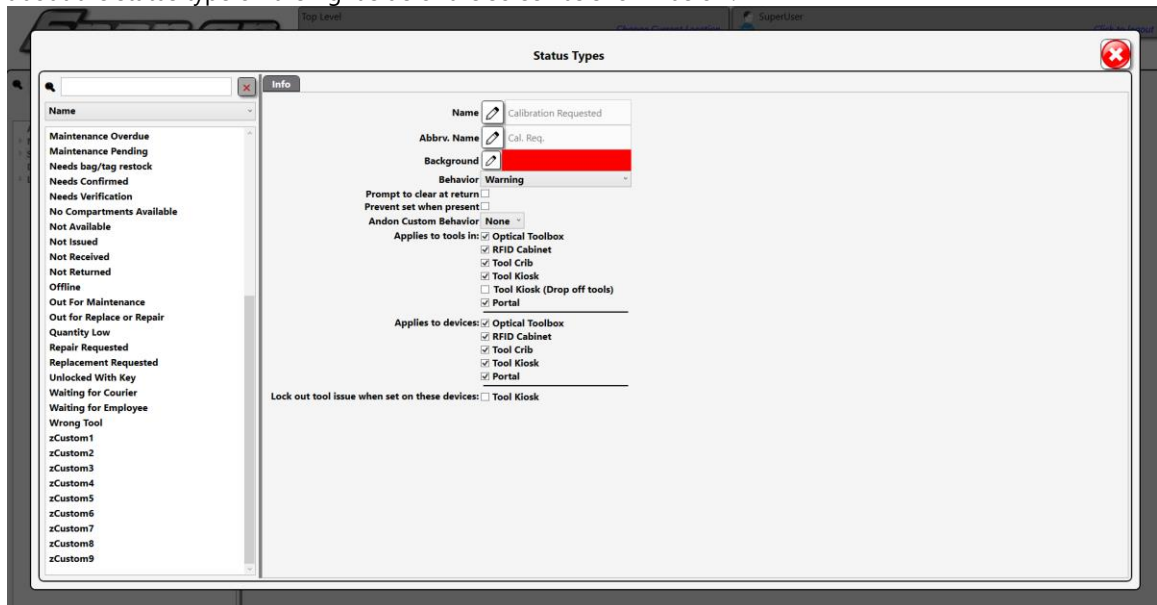 Top Level
SuperUser
Status Types
Info
Name
Maintenance Overdue
Maintenance Pending
Needs bag/tag restock
Needs Confirmed
Needs Verification
No Compartments Available
Not Available
Not Issued
Not Received
Not Returned
Offline
Out For Maintenance
Out for Replace or Repair
Quantity Low
Repair Requested
Replacement Requested
Unlocked With Key
Waiting for Courier
Waiting for Employee
Wrong Tool
zCustom1
zCustom2
zCustom3
zCustom4
zCustom5
zCustom6
zCustom7
zCustom8
zCustom9
Name Calibration Requested
Abbrv. Name Cal. Req.
Background
Behavior Warning
Prompt to clear at return
Prevent set when present
Andon Custom Behavior None
Applies to tools in: Optical Toolbox
RFID Cabinet
Tool Crib
Tool Kiosk
Tool Kiosk (Drop off tools)
Portal
Applies to devices: Optical Toolbox
RFID Cabinet
Tool Crib
Tool Kiosk
Portal
Lock out tool issue when set on these devices: Tool Kiosk